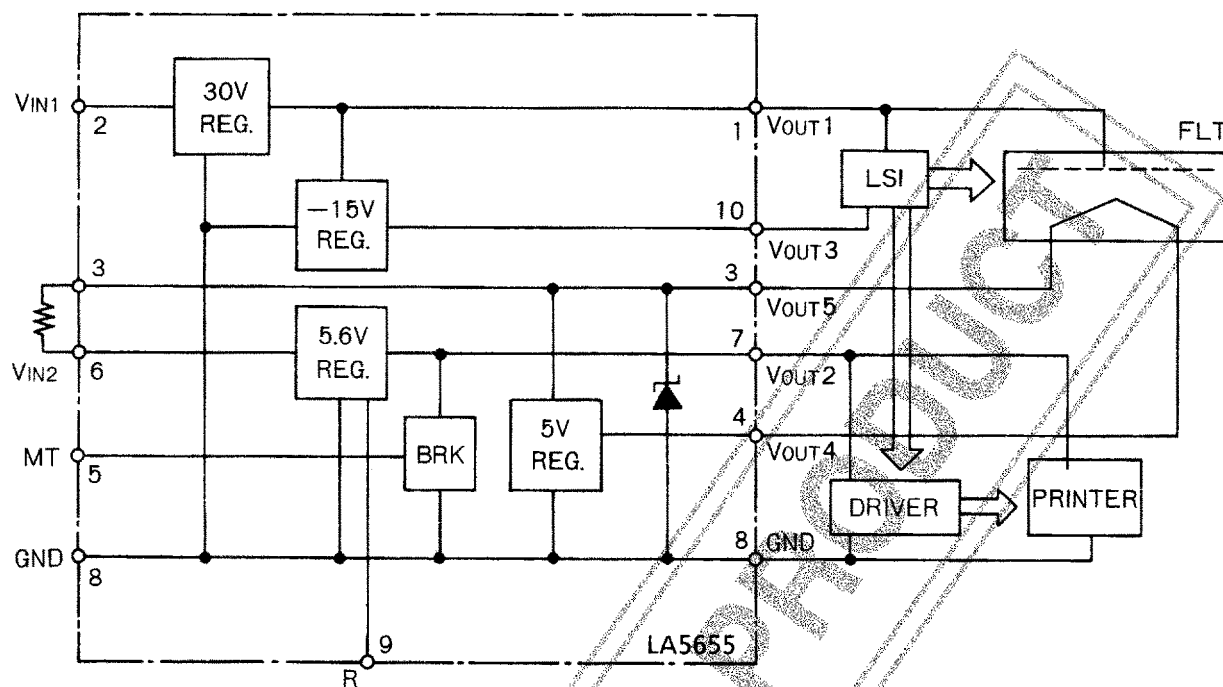 VIN1
2
30V
REG.
1
VOUT1
FLT
LSI
-15V
REG.
10
VOUT3
3
3
VOUT5
5.6V
REG.
7
VOUT2
VIN2
6
5V
REG.
4
VOUT4
MT
5
BRK
DRIVER
PRINTER
GND
8
8
GND
9
R
LA5655
PRODUCT